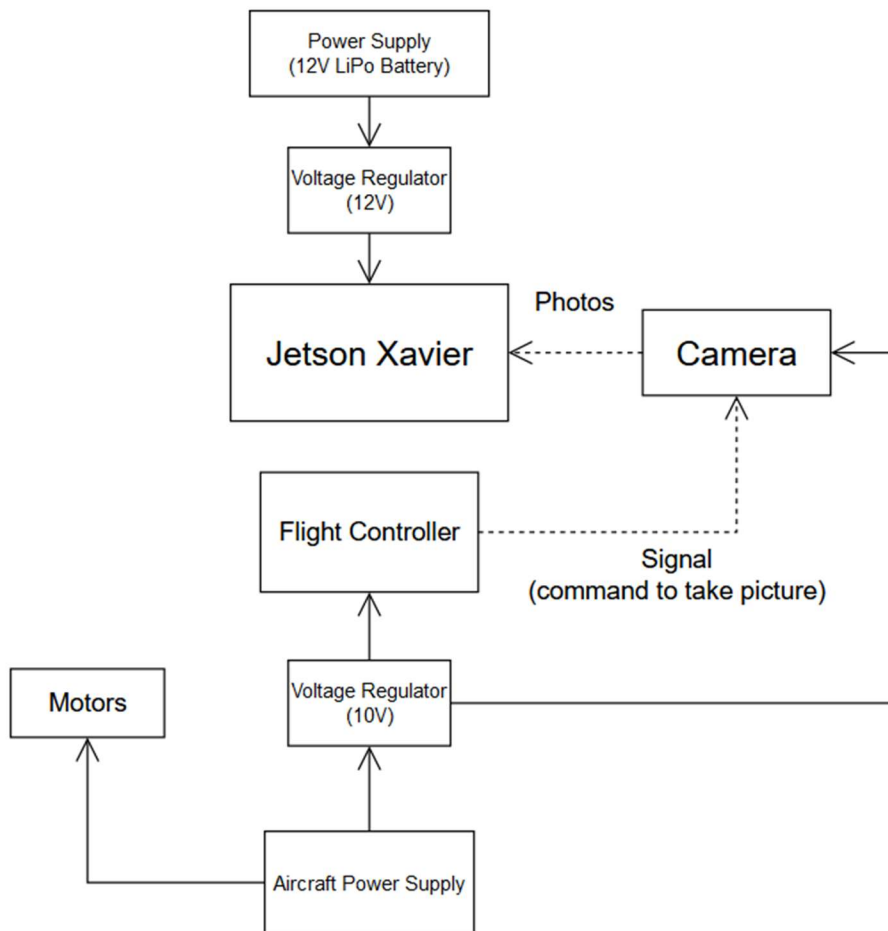 Power Supply
(12V LiPo Battery)
Voltage Regulator
(12V)
Photos
Jetson Xavier
Camera
Flight Controller
Signal
(command to take picture)
Voltage Regulator
(10V)
Motors
Aircraft Power Supply